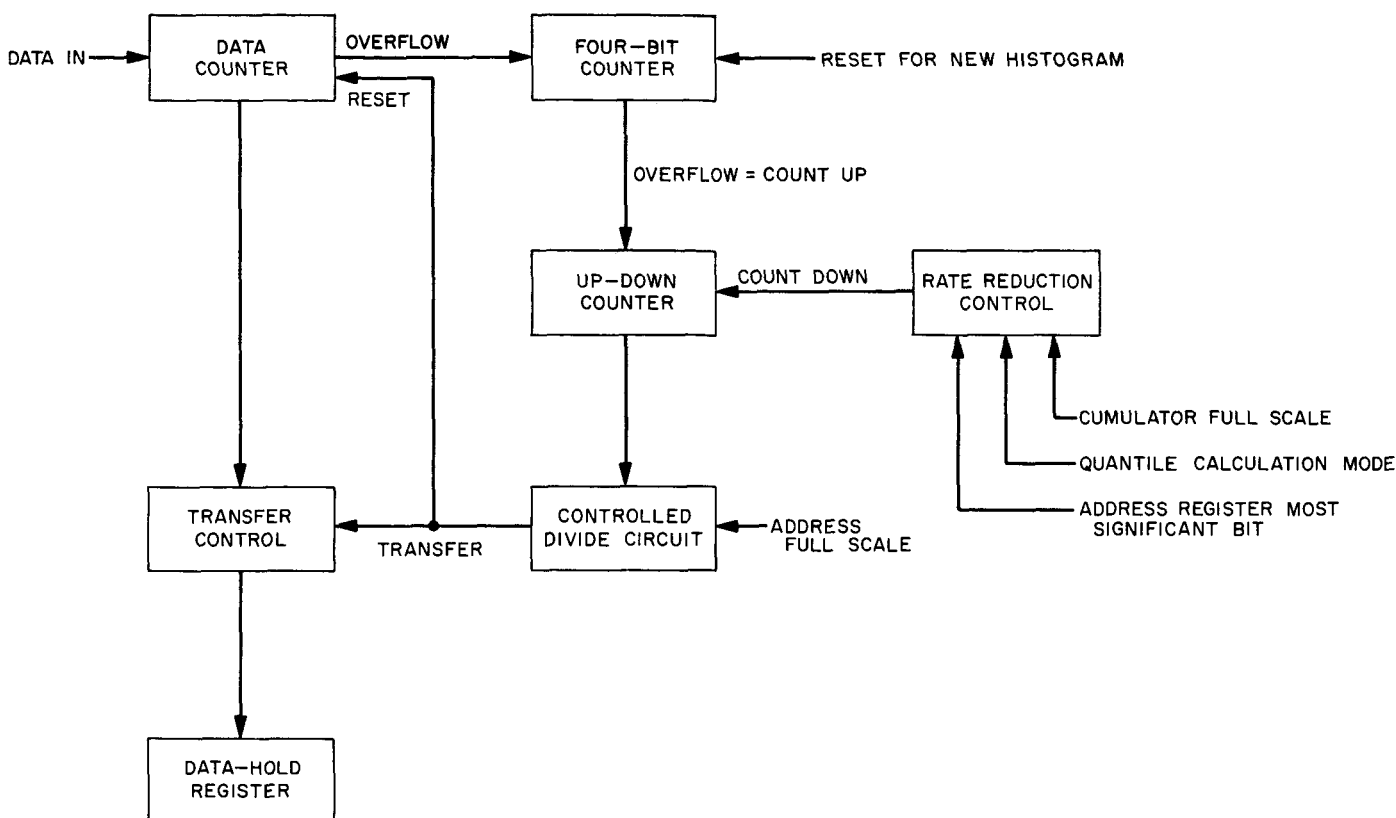 DATA IN
DATA
COUNTER
OVERFLOW
RESET
FOUR-BIT
COUNTER
RESET FOR NEW HISTOGRAM
OVERFLOW = COUNT UP
UP-DOWN
COUNTER
COUNT DOWN
RATE REDUCTION
CONTROL
CUMULATOR FULL SCALE
QUANTILE CALCULATION MODE
ADDRESS REGISTER MOST
SIGNIFICANT BIT
TRANSFER
CONTROL
TRANSFER
CONTROLLED
DIVIDE CIRCUIT
ADDRESS
FULL SCALE
DATA-HOLD
REGISTER